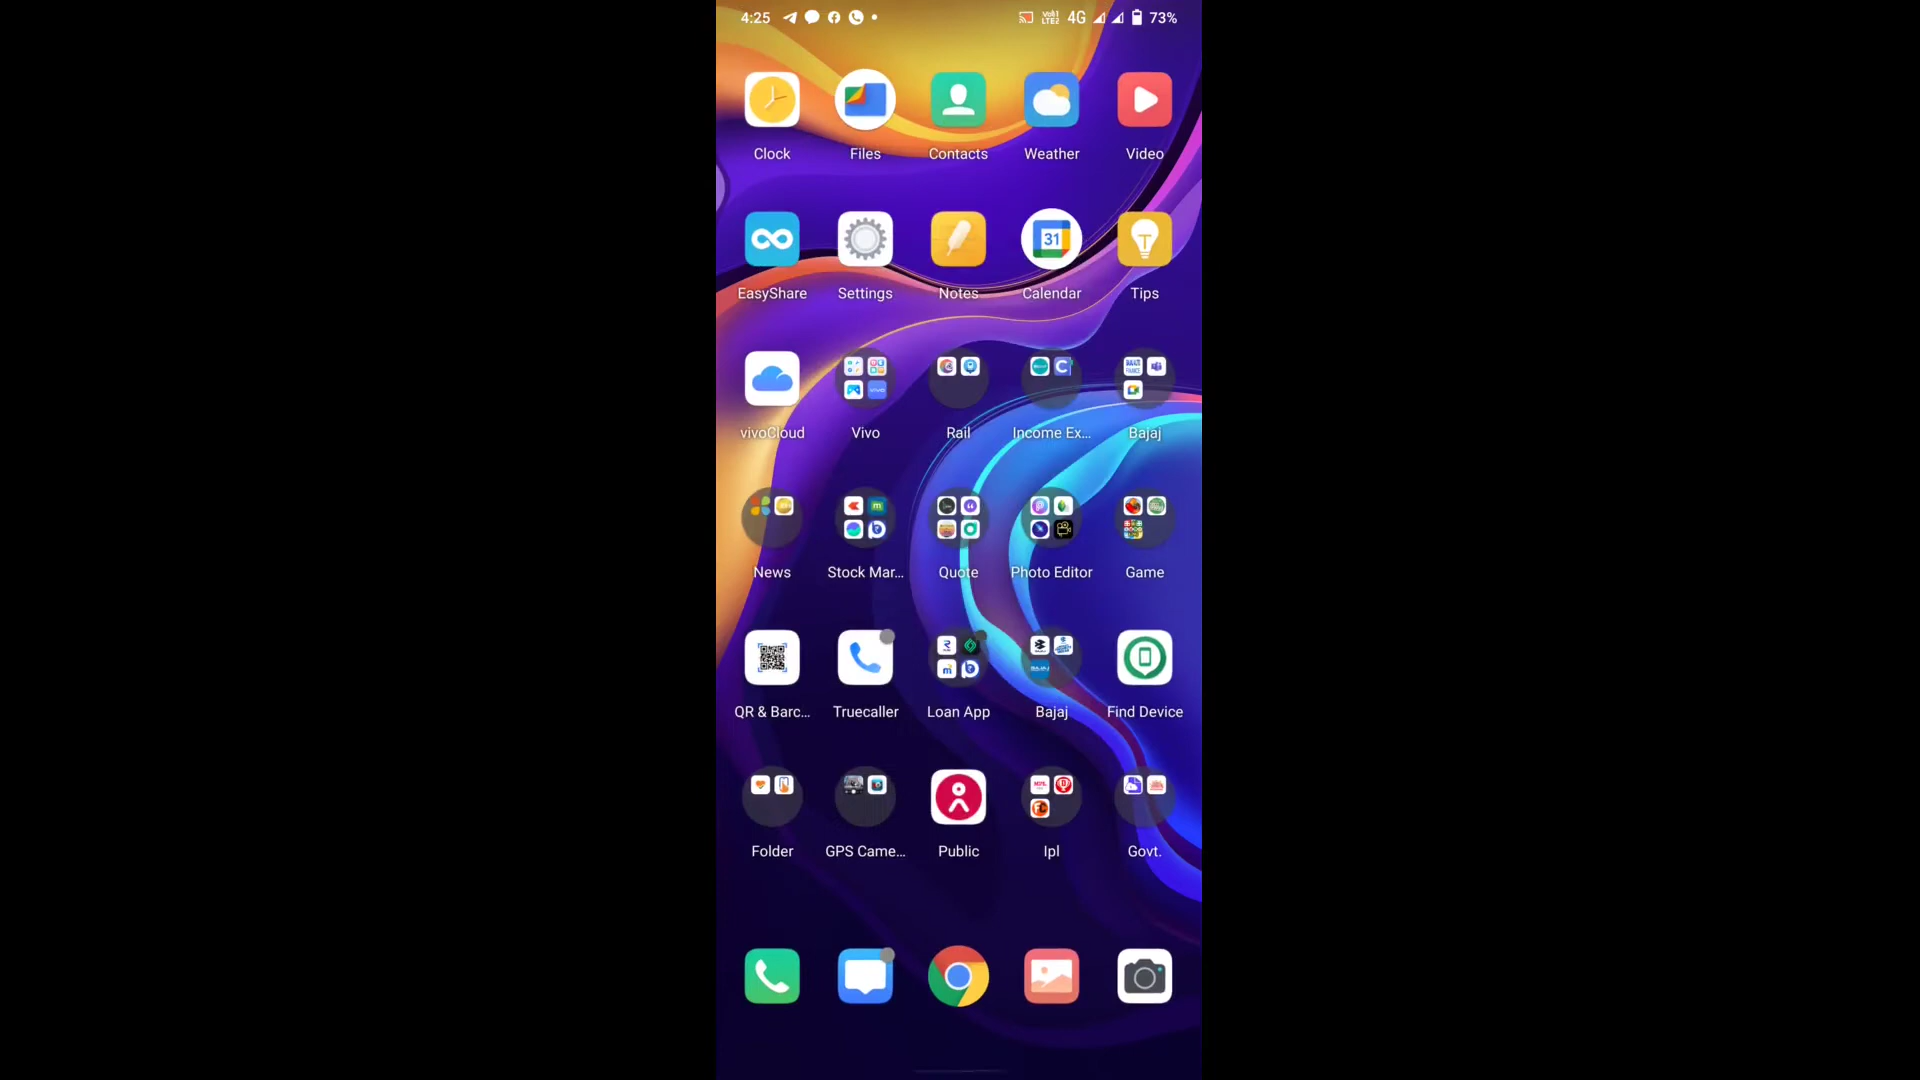 4:25 4G 73%
Clock Files Contacts Weather Video
31
EasyShare Settings Notes Calendar Tips
vivoCloud Vivo Rail Income Ex... Bajaj
News Stock Mar... Quote Photo Editor Game
QR & Barc... Truecaller Loan App Bajaj Find Device
Folder GPS Came... Public Ipl Govt.